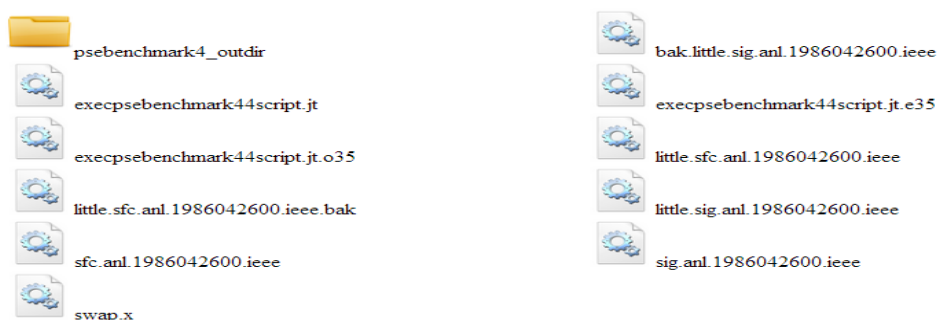 psebenchmark4_outdir
bak.little.sig.anl.1986042600.ieee
execpsebenchmark44script.jt
execpsebenchmark44script.jt.e35
execpsebenchmark44script.jt.o35
little.sfc.anl.1986042600.ieee
little.sfc.anl.1986042600.ieee.bak
little.sig.anl.1986042600.ieee
sfc.anl.1986042600.ieee
sig.anl.1986042600.ieee
swap.x